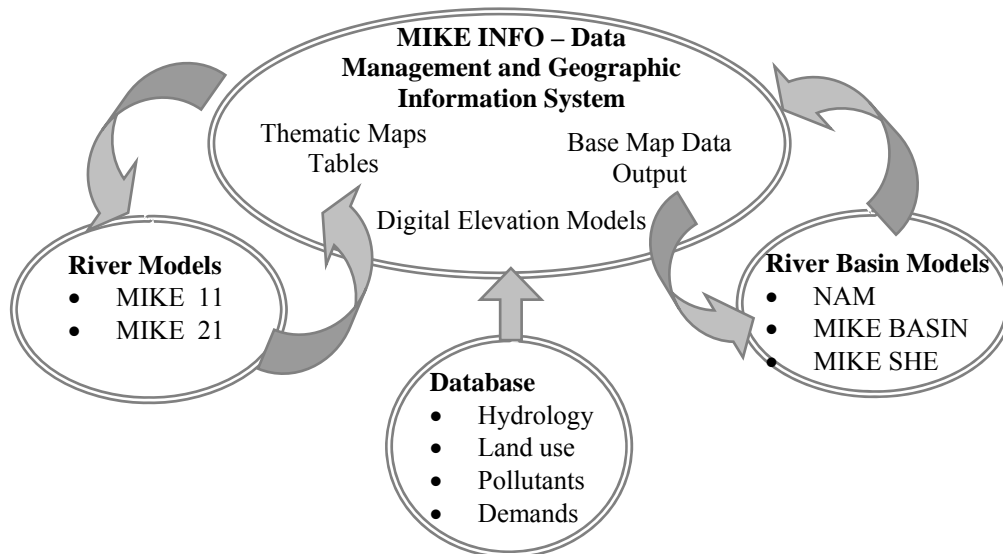 MIKE INFO – Data
Management and Geographic
Information System
Thematic Maps
Tables
Base Map Data
Output
Digital Elevation Models
River Models
• MIKE 11
• MIKE 21
River Basin Models
• NAM
• MIKE BASIN
• MIKE SHE
Database
• Hydrology
• Land use
• Pollutants
• Demands